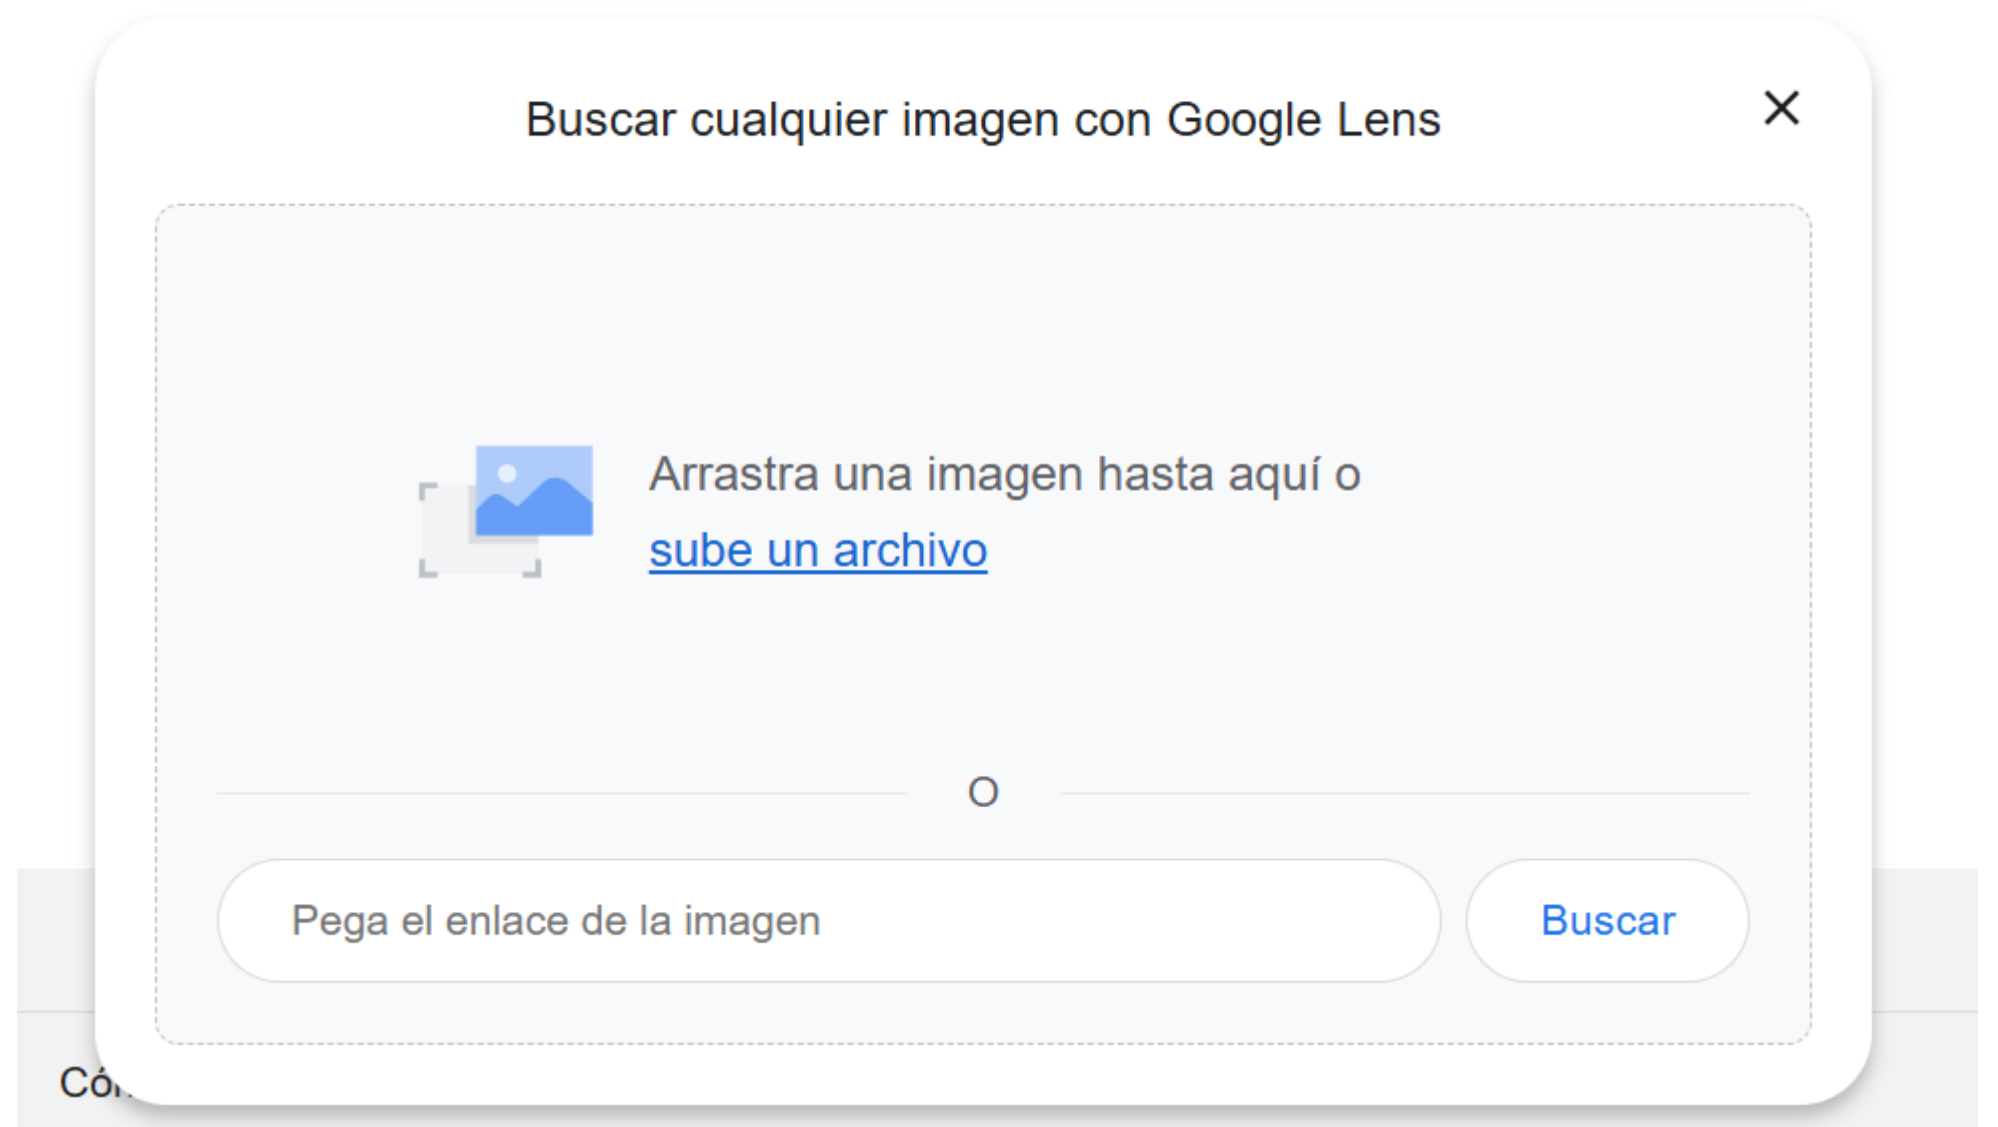 Buscar cualquier imagen con Google Lens
Arrastra una imagen hasta aquí o
sube un archivo
O
Pega el enlace de la imagen
Buscar